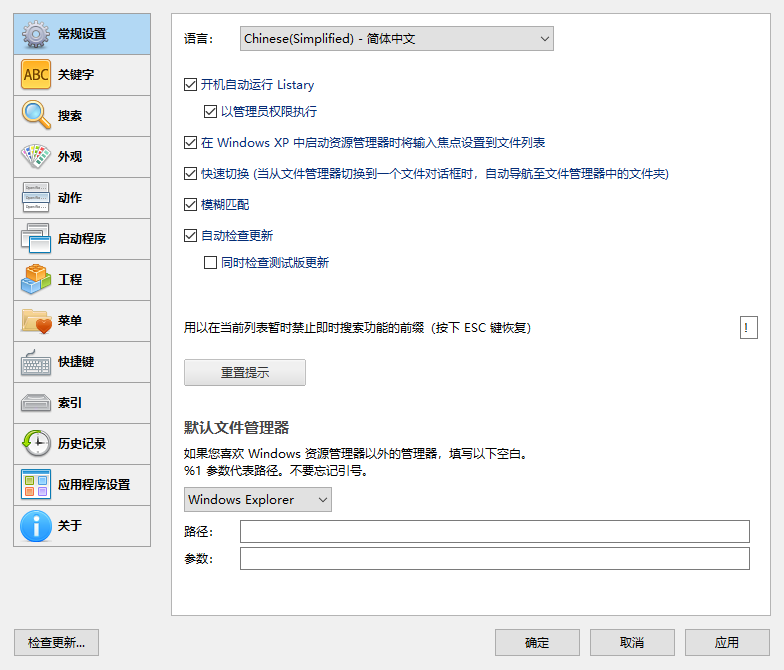 常规设置
ABC 关键字
搜索
外观
动作
启动程序
工程
菜单
快捷键
索引
历史记录
应用程序设置
关于
语言: Chinese(Simplified) - 简体中文
开机自动运行 Listary
以管理员权限执行
在 Windows XP 中启动资源管理器时将输入焦点设置到文件列表
快速切换 (当从文件管理器切换到一个文件对话框时，自动导航至文件管理器中的文件夹)
模糊匹配
自动检查更新
同时检查测试版更新
用以在当前列表暂时禁止即时搜索功能的前缀（按下 ESC 键恢复） !
重置提示
默认文件管理器
如果您喜欢 Windows 资源管理器以外的管理器，填写以下空白。
%1 参数代表路径。不要忘记引号。
Windows Explorer
路径:
参数:
检查更新... 确定 取消 应用